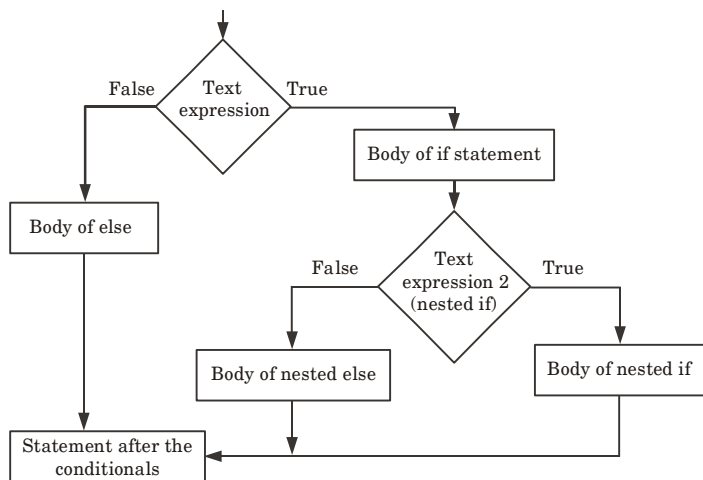 False
Text
expression
True
Body of if statement
Body of else
False
Text
expression 2
(nested if)
True
Body of nested else
Body of nested if
Statement after the
conditionals